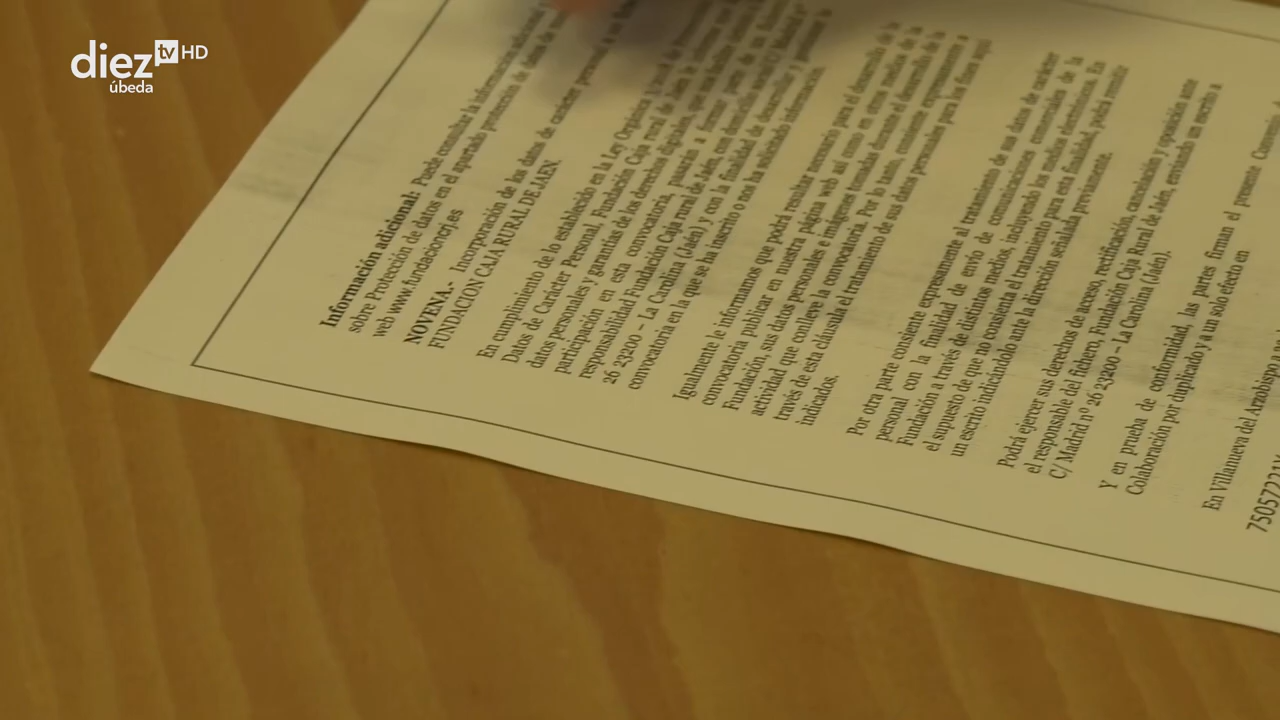 diez tv HD
úbeda
Información adicional: Puede consultar la información adicional
sobre Protección de datos en el apartado protección de datos de
web www.fundacioncrj.es
NOVENA.- Incorporación de los datos de carácter
FUNDACION CAJA RURAL DE JAEN.
En cumplimiento de lo establecido en la Ley Orgánica
Datos de Carácter Personal, Fundación Caja rural de Jaén le
datos personales y garantías de los derechos digitales, que
participación en esta convocatoria, pasarán a formar parte de un
responsabilidad Fundación Caja rural de Jaén, con domicilio en C/ Madrid nº
26 23200 – La Carolina (Jaén) y con la finalidad de desarrollar y gestionar la
convocatoria en la que se ha inscrito o nos ha solicitado información.
Igualmente le informamos que podrá resultar necesario para el desarrollo de la
convocatoria publicar en nuestra página web así como en otros medios de la
Fundación, sus datos personales e imágenes tomadas durante el desarrollo de la
actividad que conlleve la convocatoria. Por lo tanto, consiente expresamente a
través de esta cláusula el tratamiento de sus datos personales para los fines aquí
indicados.
Por otra parte consiente expresamente al tratamiento de sus datos de carácter
personal con la finalidad de envío de comunicaciones comerciales de la
Fundación a través de distintos medios, incluyendo los medios electrónicos. En
el supuesto de que no consienta el tratamiento para esta finalidad, podrá remitir
un escrito indicándolo ante la dirección señalada previamente.
Podrá ejercer sus derechos de acceso, rectificación, cancelación y oposición ante
el responsable del fichero, Fundación Caja Rural de Jaén, enviando un escrito a
C/ Madrid nº 26 23200 – La Carolina (Jaén).
Y en prueba de conformidad, las partes firman el presente
Colaboración por duplicado y a un solo efecto en
En Villanueva del Arzobispo a
75057221